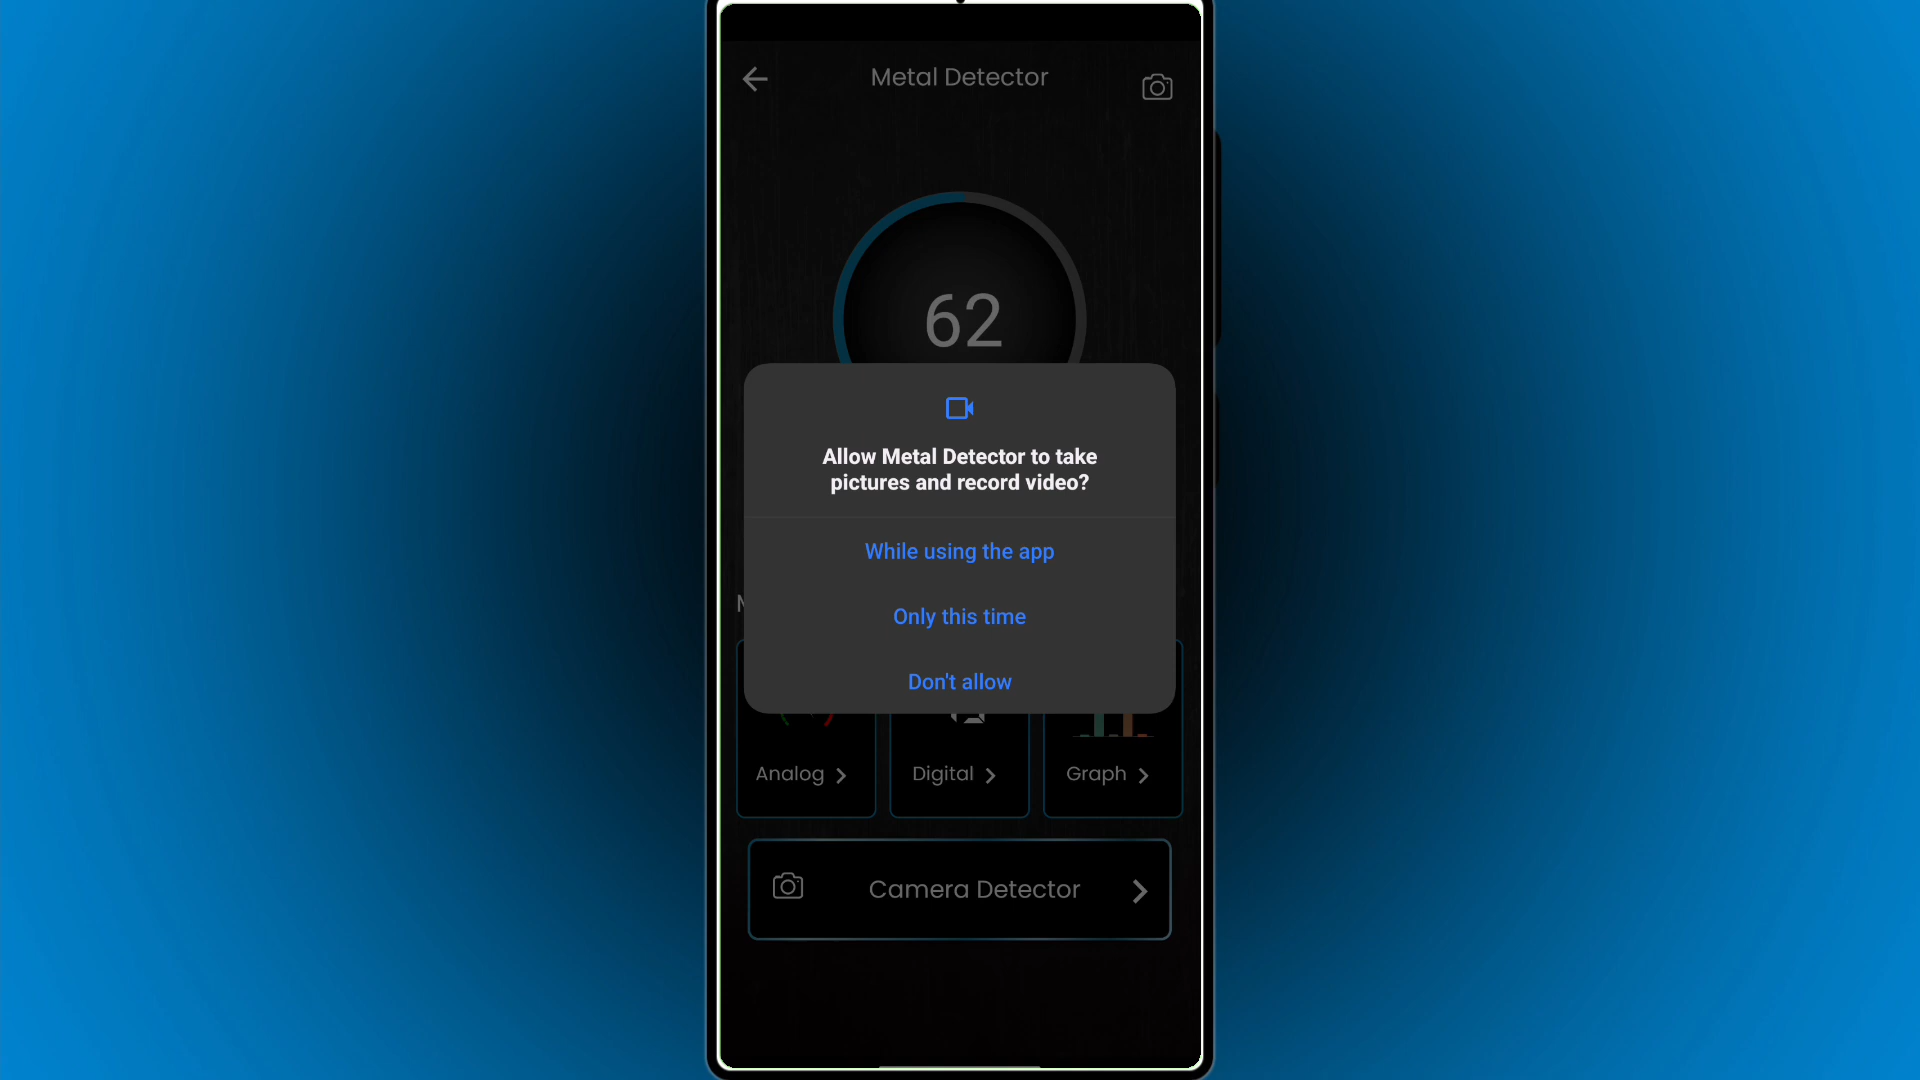 Metal Detector
62
Allow Metal Detector to take
pictures and record video?
While using the app
Only this time
Don't allow
Analog
Digital
Graph
Camera Detector